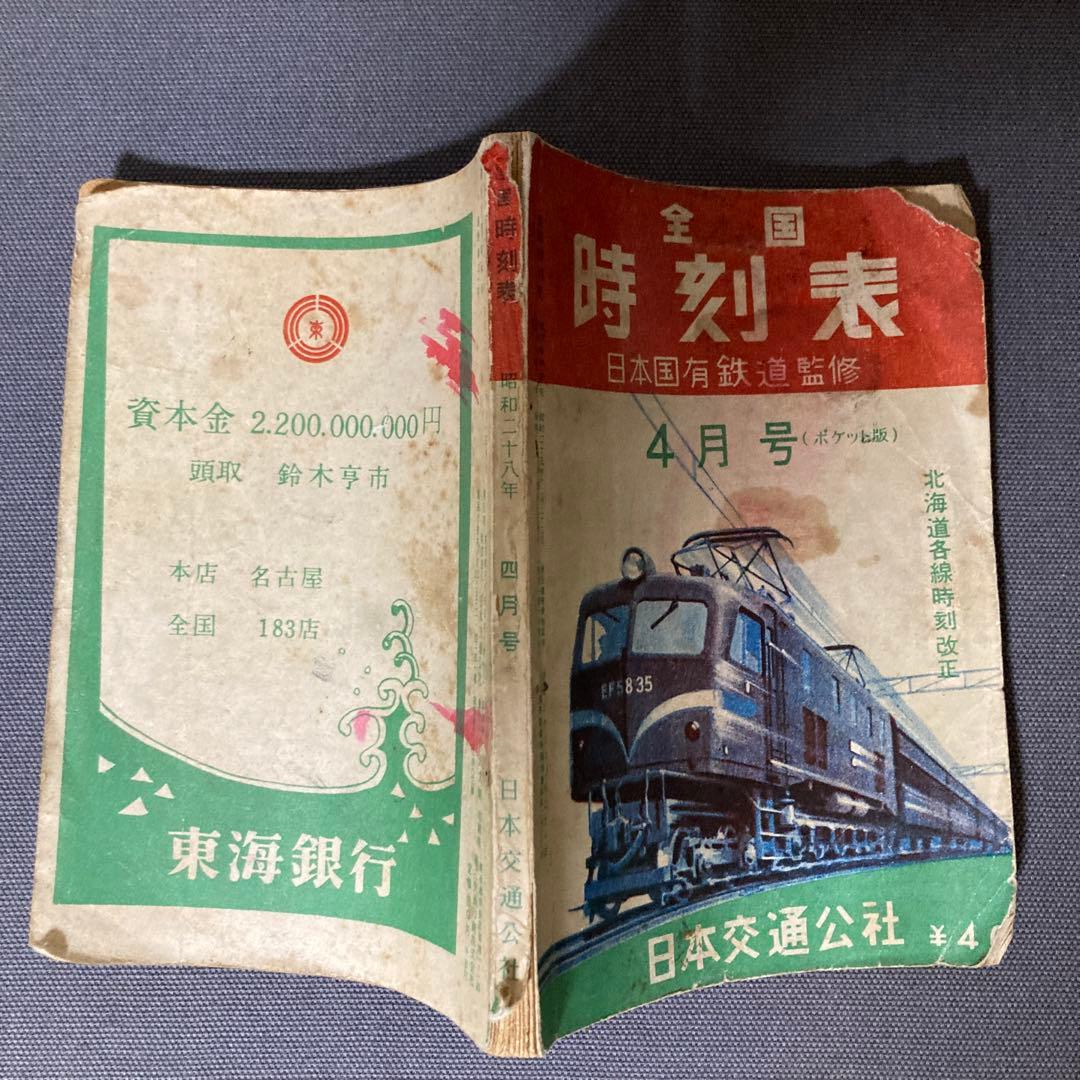 全国
時刻表
日本国有鉄道監修
4月号(ポケット版)
北海道各線時刻改正
EF5835
日本交通公社 ¥4
国時刻表 昭和二十八年 四月号 日本交通公社
東
資本金 2.200.000.000円
頭取 鈴木亨市
本店 名古屋
全国 183店
東海銀行